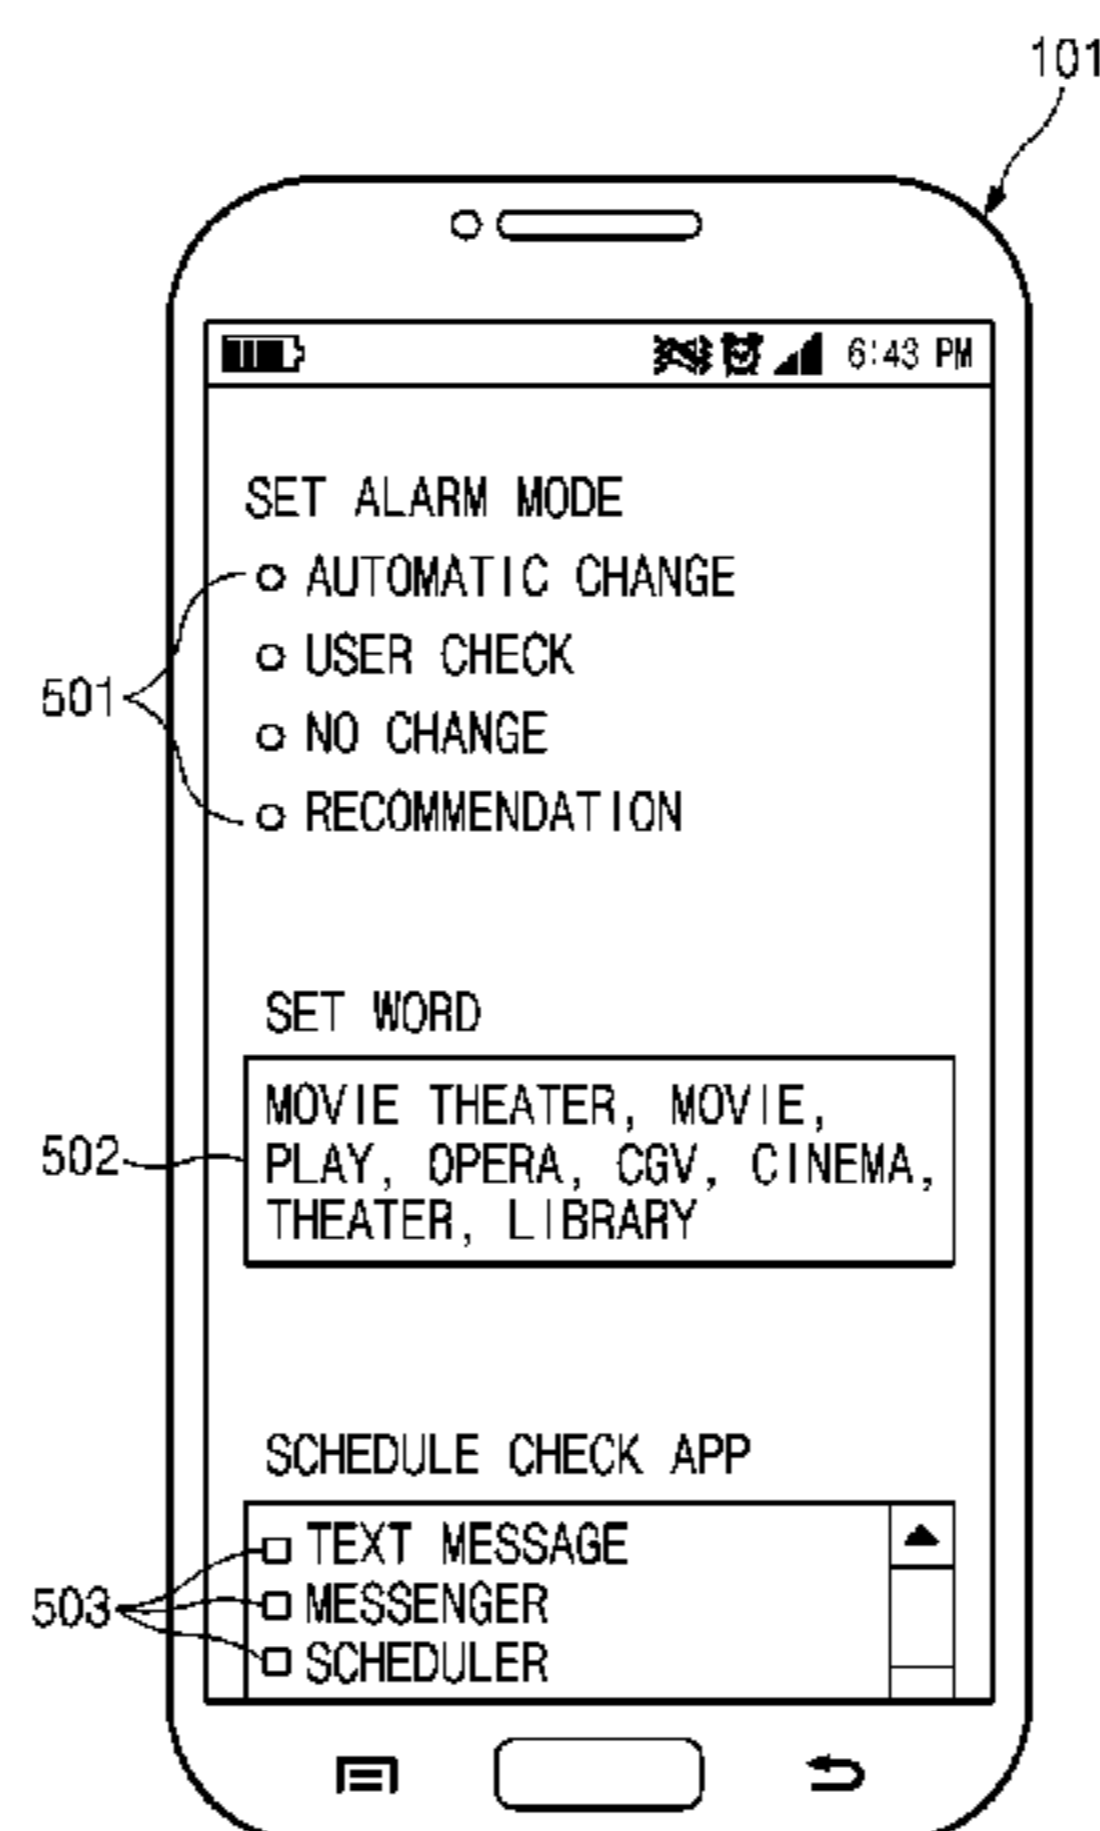 101
6:43 PM
SET ALARM MODE
AUTOMATIC CHANGE
USER CHECK
501
NO CHANGE
RECOMMENDATION
SET WORD
MOVIE THEATER, MOVIE,
502
PLAY, OPERA, CGV, CINEMA,
THEATER, LIBRARY
SCHEDULE CHECK APP
TEXT MESSAGE
503
MESSENGER
SCHEDULER